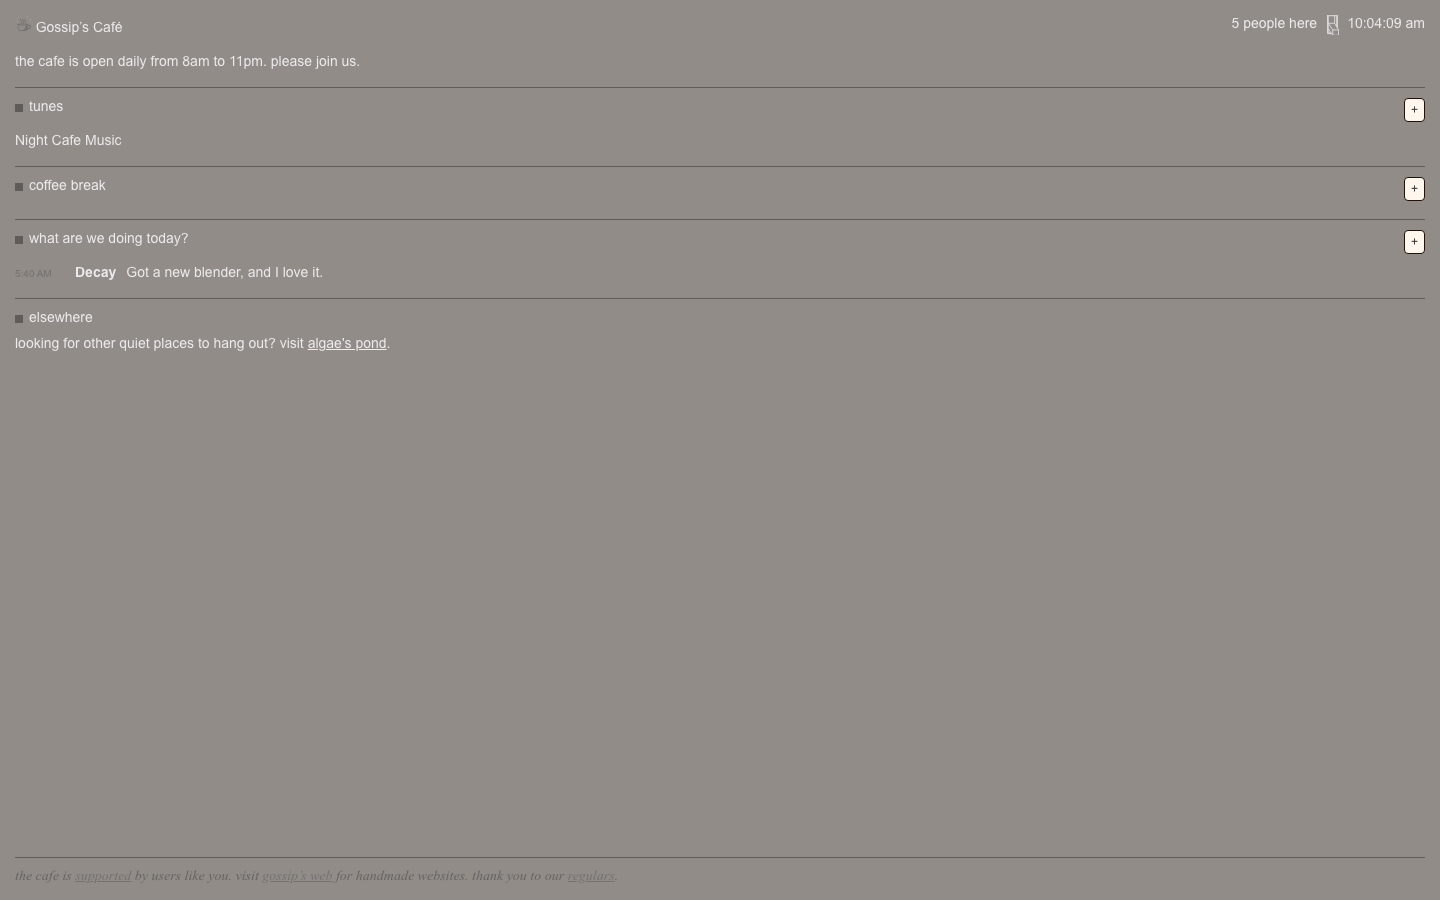 Gossip's Café
5 people here 10:04:09 am
the cafe is open daily from 8am to 11pm. please join us.
tunes
+
Night Cafe Music
coffee break
+
what are we doing today?
+
5:40 AM Decay Got a new blender, and I love it.
elsewhere
looking for other quiet places to hang out? visit algae's pond.
the cafe is supported by users like you. visit gossip's web for handmade websites. thank you to our regulars.